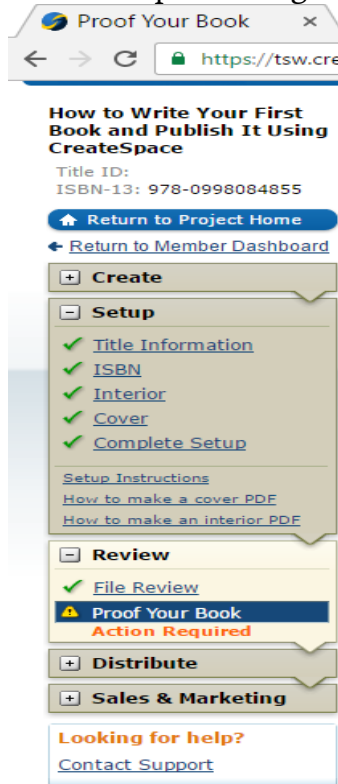 Proof Your Book
https://tsw.cre
How to Write Your First
Book and Publish It Using
CreateSpace
Title ID:
ISBN-13: 978-0998084855
Return to Project Home
Return to Member Dashboard
Create
Setup
Title Information
ISBN
Interior
Cover
Complete Setup
Setup Instructions
How to make a cover PDF
How to make an interior PDF
Review
File Review
Proof Your Book
Action Required
Distribute
Sales & Marketing
Looking for help?
Contact Support